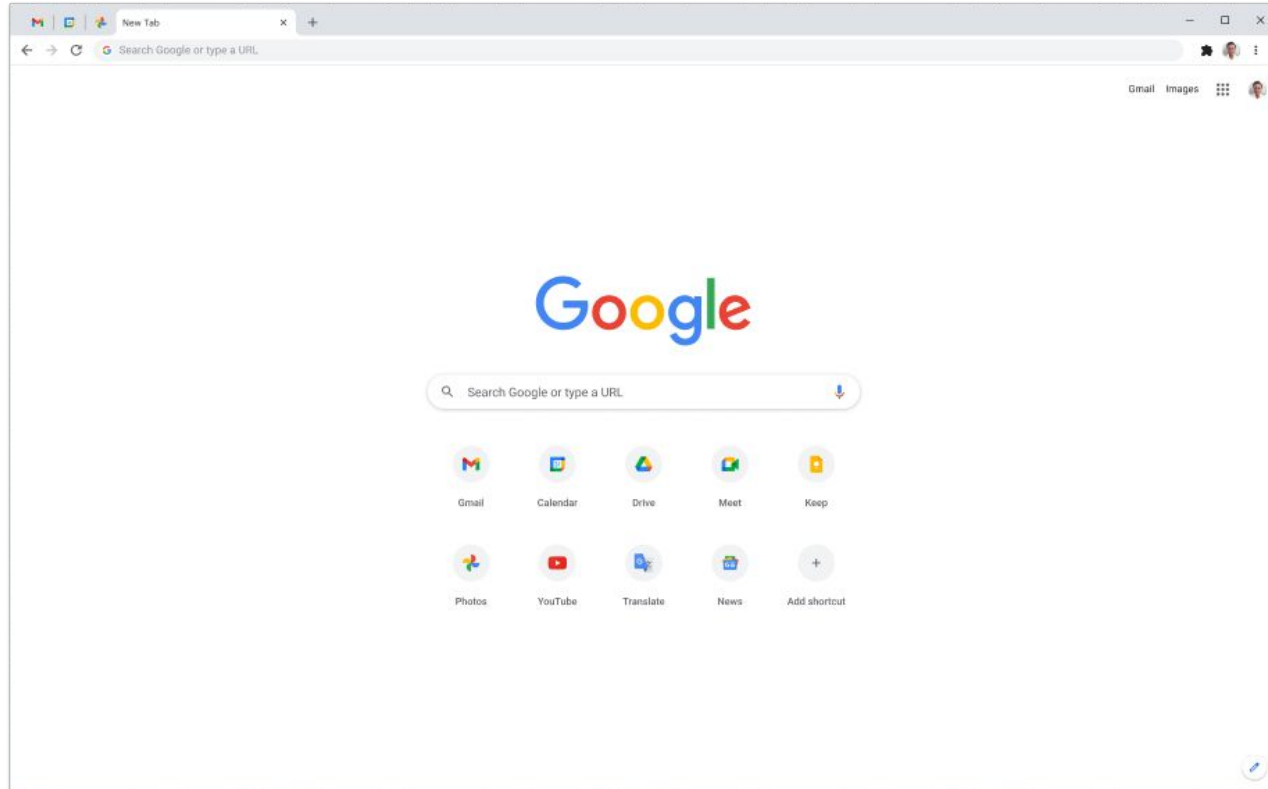 New Tab
Search Google or type a URL
Gmail Images
Google
Search Google or type a URL
Gmail Calendar Drive Meet Keep
Photos YouTube Translate News Add shortcut